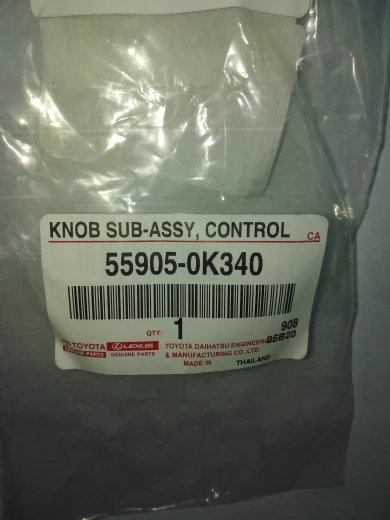 KNOB SUB-ASSY, CONTROL CA
55905-0K340
QTY: 1 908
25B20
TOYOTA LEXUS TOYOTA DAIHATSU ENGINEERING
GENUINE PARTS GENUINE PARTS & MANUFACTURING CO.,LTD.
MADE IN THAILAND